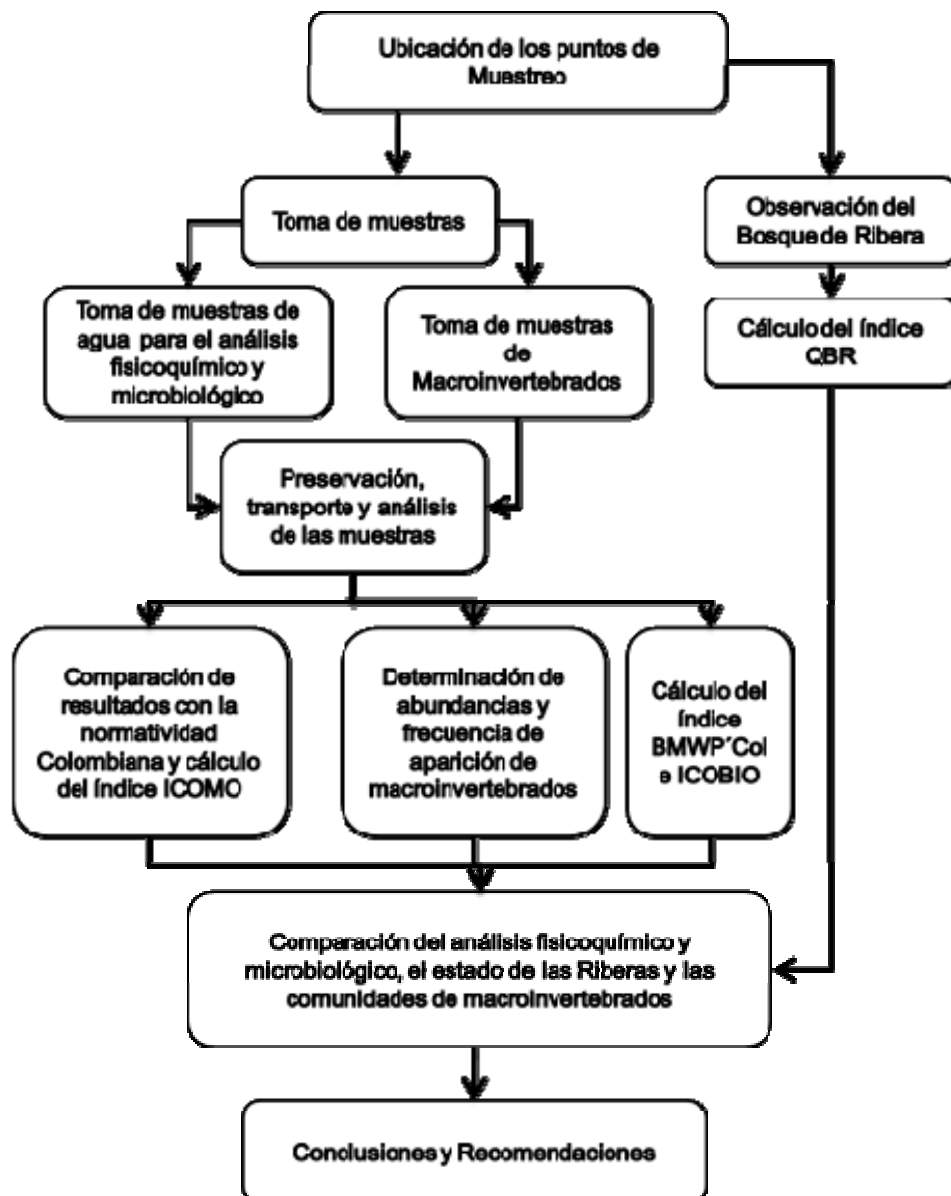 Ubicación de los puntos de
Muestreo
Toma de muestras
Observación del
Bosque de Ribera
Toma de muestras de
agua para el análisis
fisicoquímico y
microbiológico
Toma de muestras
de
Macroinvertebrados
Cálculo del índice
QBR
Preservación,
transporte y análisis
de las muestras
Comparación de
resultados con la
normatividad
Colombiana y cálculo
del índice ICOMO
Determinación de
abundancias y
frecuencia de
aparición de
macroinvertebrados
Cálculo del
índice
BMWP´Col
e ICOBIO
Comparación del análisis fisicoquímico y
microbiológico, el estado de las Riberas y las
comunidades de macroinvertebrados
Conclusiones y Recomendaciones